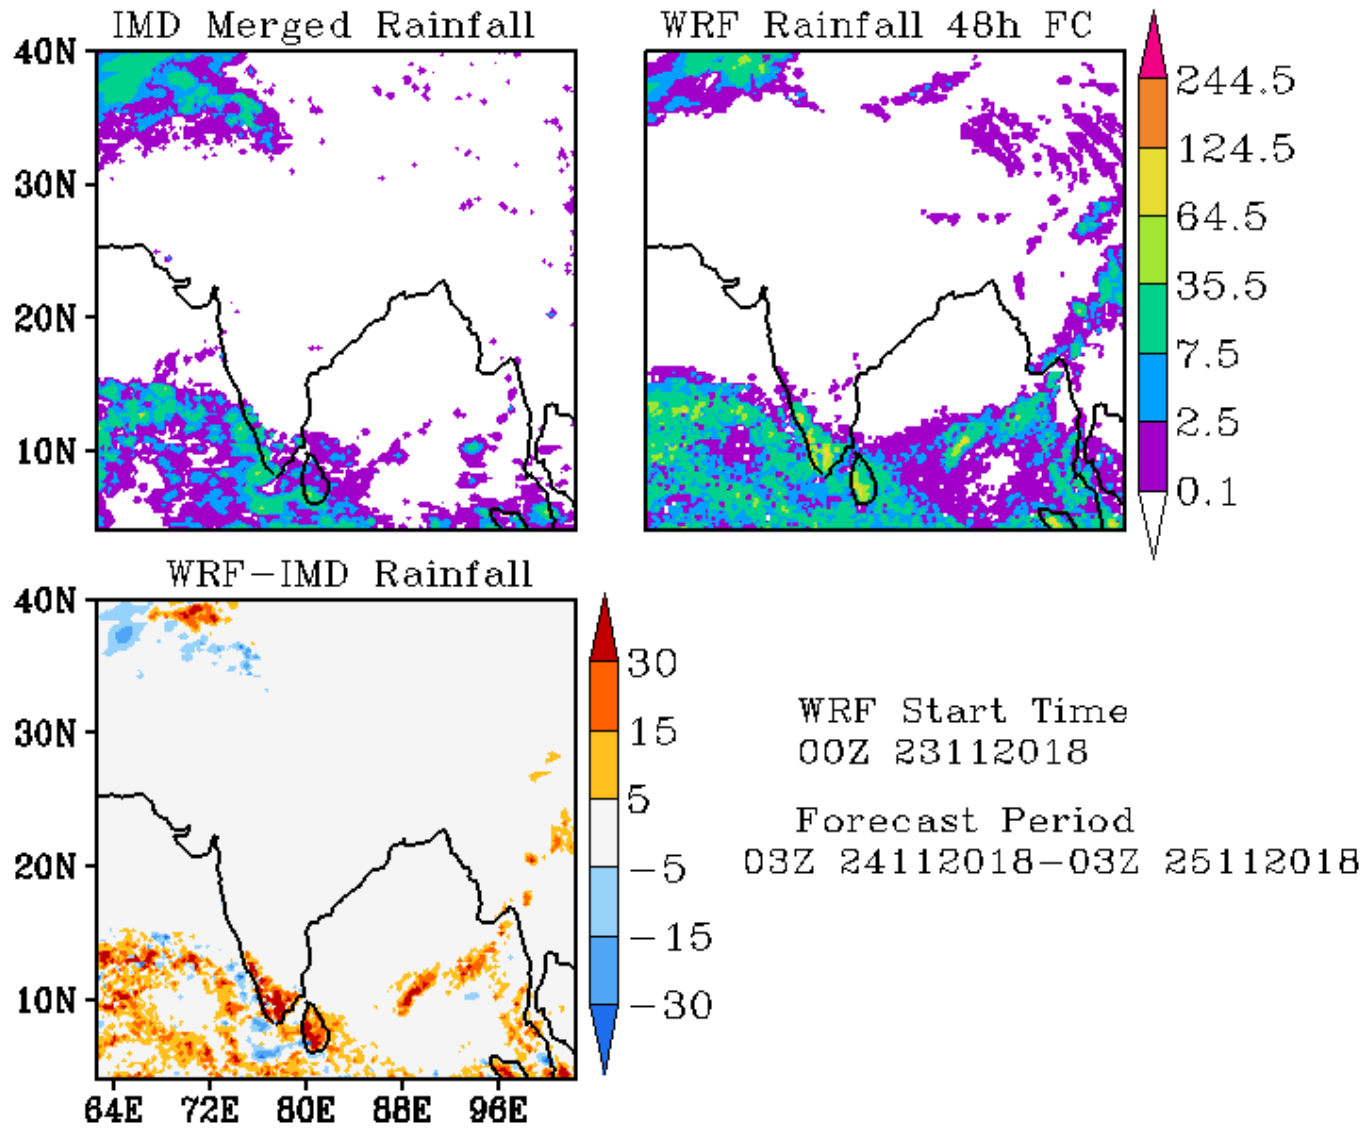 IMD Merged Rainfall
WRF Rainfall 48h FC
40N
30N
20N
10N
244.5
124.5
64.5
35.5
7.5
2.5
0.1
WRF-IMD Rainfall
40N
30N
20N
10N
64E 72E 80E 88E 96E
30
15
5
-5
-15
-30
WRF Start Time
00Z 23112018
Forecast Period
03Z 24112018-03Z 25112018